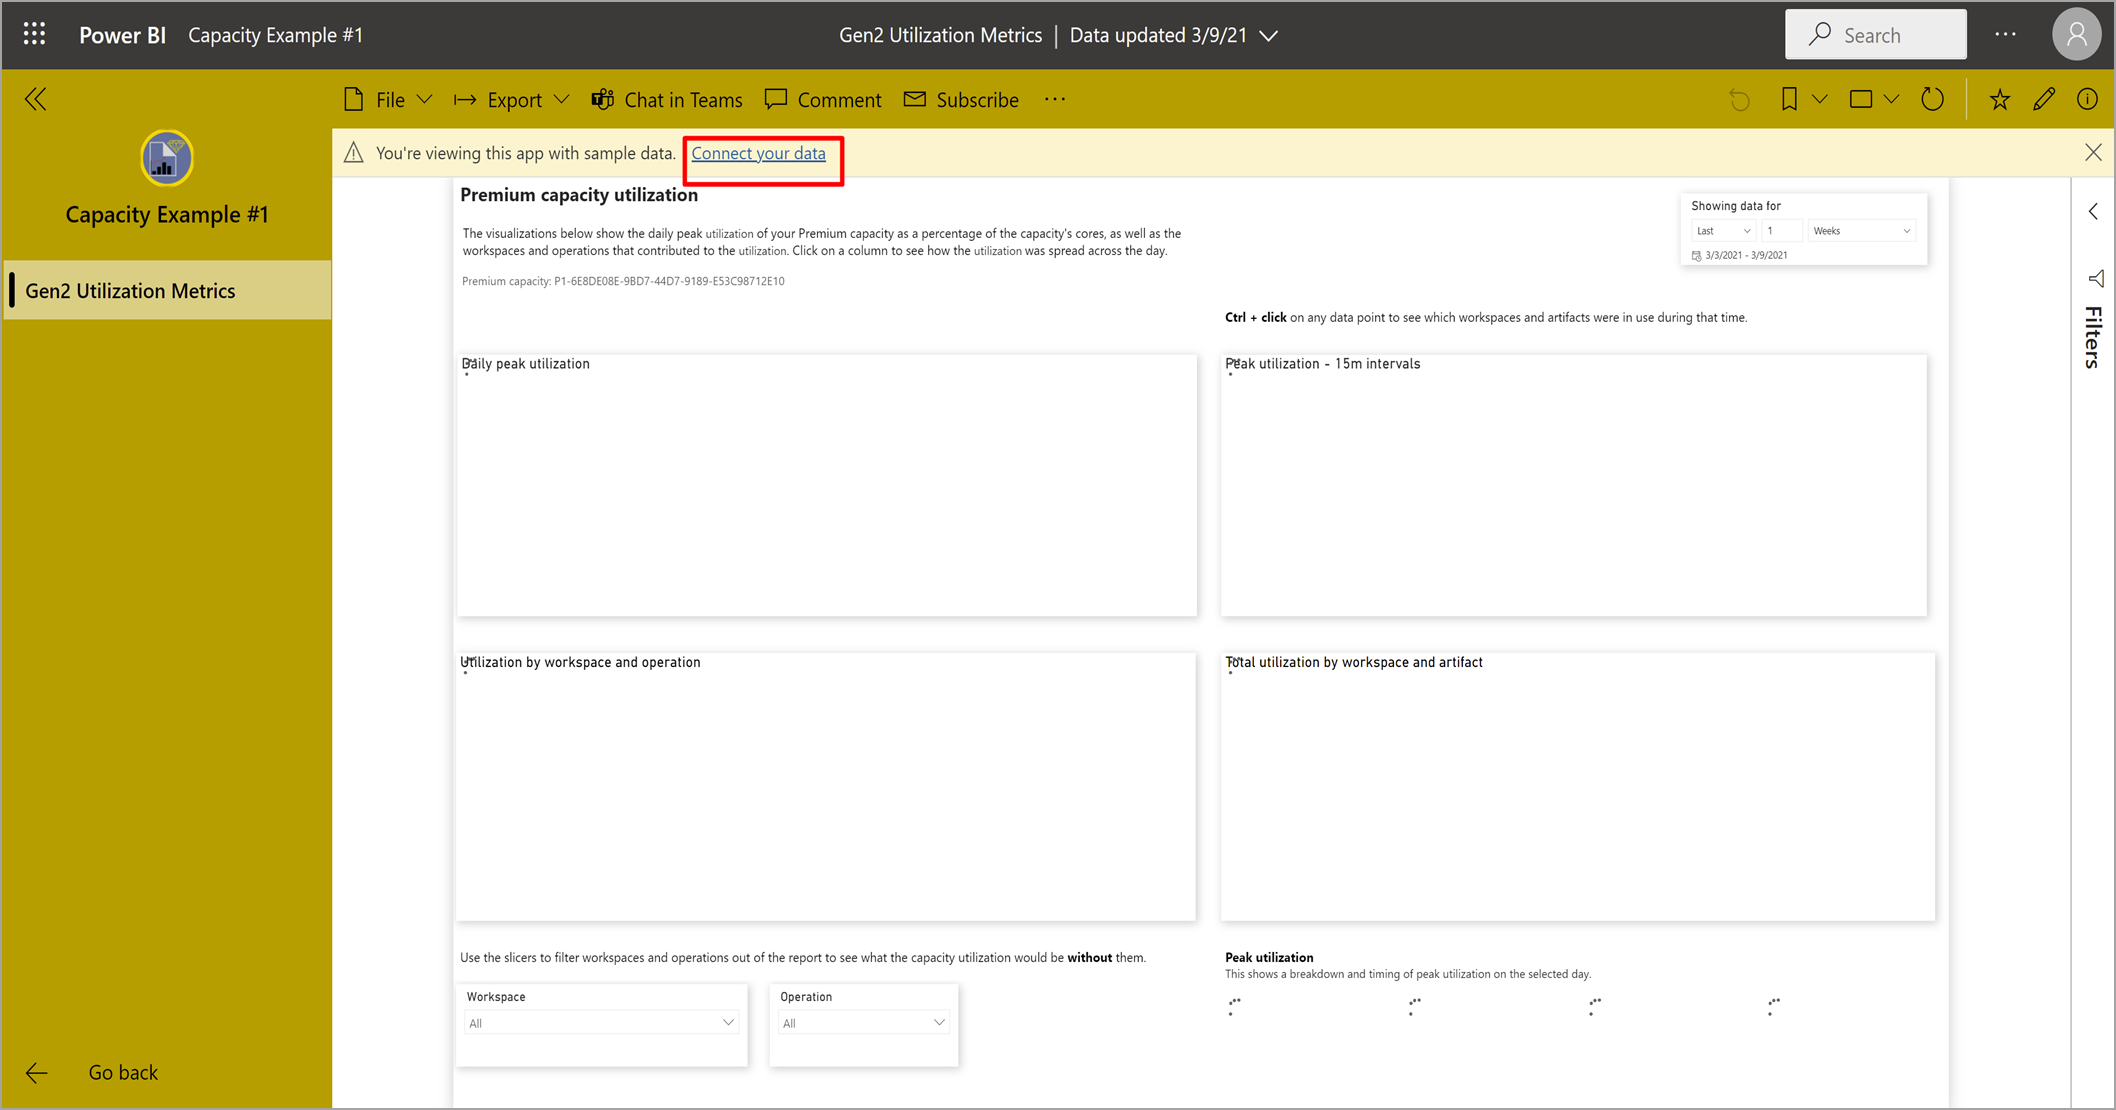 Power BI Capacity Example #1 Gen2 Utilization Metrics | Data updated 3/9/21 Search
File Export Chat in Teams Comment Subscribe
You're viewing this app with sample data. Connect your data
Capacity Example #1
Gen2 Utilization Metrics
Go back
Premium capacity utilization
The visualizations below show the daily peak utilization of your Premium capacity as a percentage of the capacity's cores, as well as the
workspaces and operations that contributed to the utilization. Click on a column to see how the utilization was spread across the day.
Premium capacity: P1-6E8DE08E-9BD7-44D7-9189-E53C98712E10
Showing data for
Last 1 Weeks
3/3/2021 - 3/9/2021
Filters
Ctrl + click on any data point to see which workspaces and artifacts were in use during that time.
Daily peak utilization
Peak utilization - 15m intervals
Utilization by workspace and operation
Total utilization by workspace and artifact
Use the slicers to filter workspaces and operations out of the report to see what the capacity utilization would be without them.
Workspace
All
Operation
All
Peak utilization
This shows a breakdown and timing of peak utilization on the selected day.